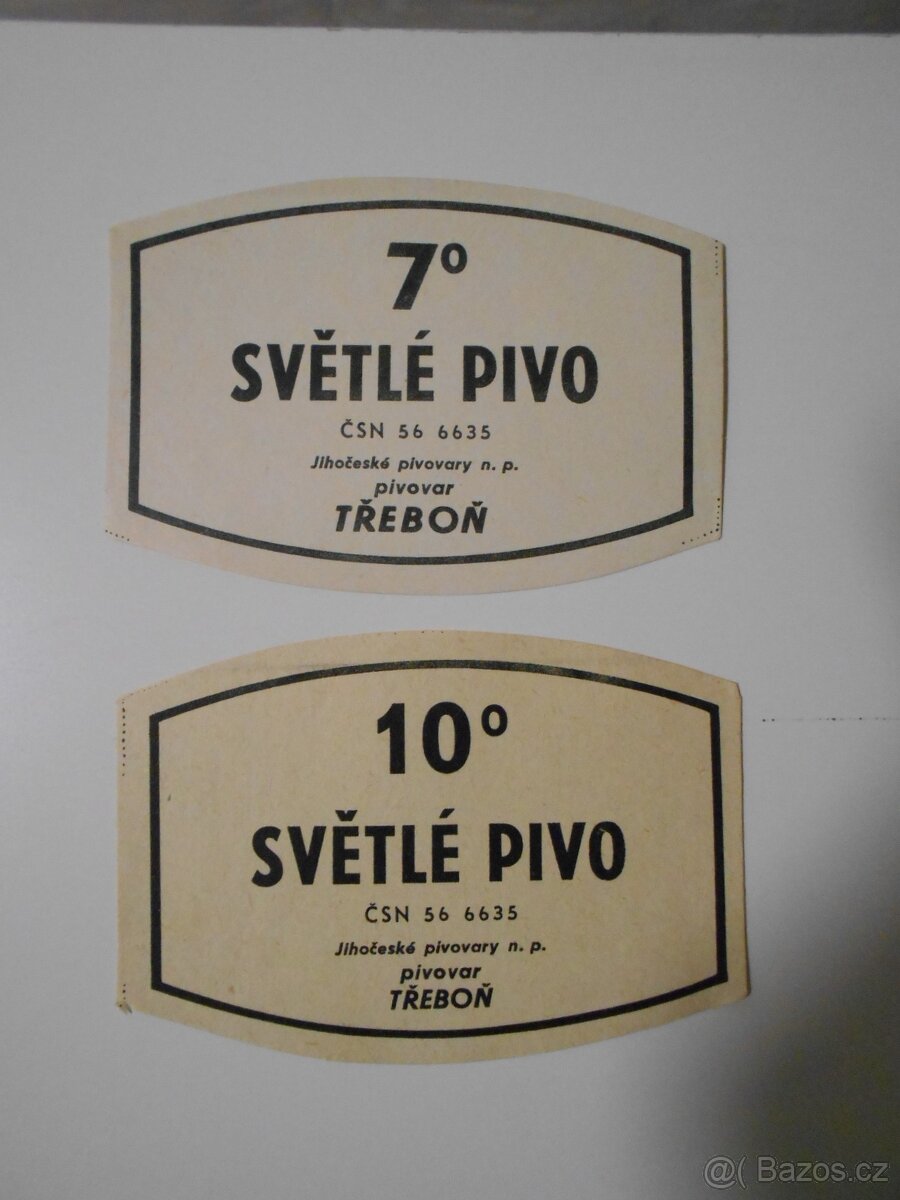 7°
SVĚTLÉ PIVO
ČSN 56 6635
Jihočeské pivovary n. p.
pivovar
TŘEBOŇ
10°
SVĚTLÉ PIVO
ČSN 56 6635
Jihočeské pivovary n. p.
pivovar
TŘEBOŇ
@( Bazos.cz